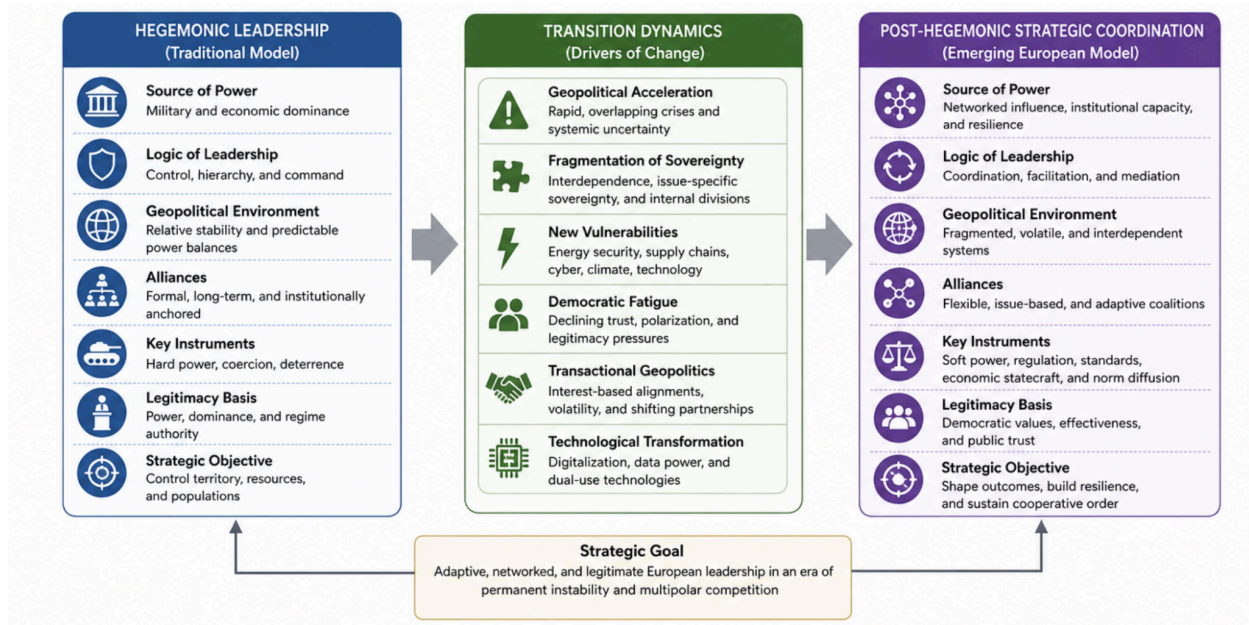 HEGEMONIC LEADERSHIP
(Traditional Model)
Source of Power
Military and economic dominance
Logic of Leadership
Control, hierarchy, and command
Geopolitical Environment
Relative stability and predictable
power balances
Alliances
Formal, long-term, and institutionally
anchored
Key Instruments
Hard power, coercion, deterrence
Legitimacy Basis
Power, dominance, and regime
authority
Strategic Objective
Control territory, resources,
and populations
TRANSITION DYNAMICS
(Drivers of Change)
Geopolitical Acceleration
Rapid, overlapping crises and
systemic uncertainty
Fragmentation of Sovereignty
Interdependence, issue-specific
sovereignty, and internal divisions
New Vulnerabilities
Energy security, supply chains,
cyber, climate, technology
Democratic Fatigue
Declining trust, polarization, and
legitimacy pressures
Transactional Geopolitics
Interest-based alignments,
volatility, and shifting partnerships
Technological Transformation
Digitalization, data power, and
dual-use technologies
POST-HEGEMONIC STRATEGIC COORDINATION
(Emerging European Model)
Source of Power
Networked influence, institutional capacity,
and resilience
Logic of Leadership
Coordination, facilitation, and mediation
Geopolitical Environment
Fragmented, volatile, and interdependent
systems
Alliances
Flexible, issue-based, and adaptive coalitions
Key Instruments
Soft power, regulation, standards,
economic statecraft, and norm diffusion
Legitimacy Basis
Democratic values, effectiveness,
and public trust
Strategic Objective
Shape outcomes, build resilience,
and sustain cooperative order
Strategic Goal
Adaptive, networked, and legitimate European leadership in an era of
permanent instability and multipolar competition